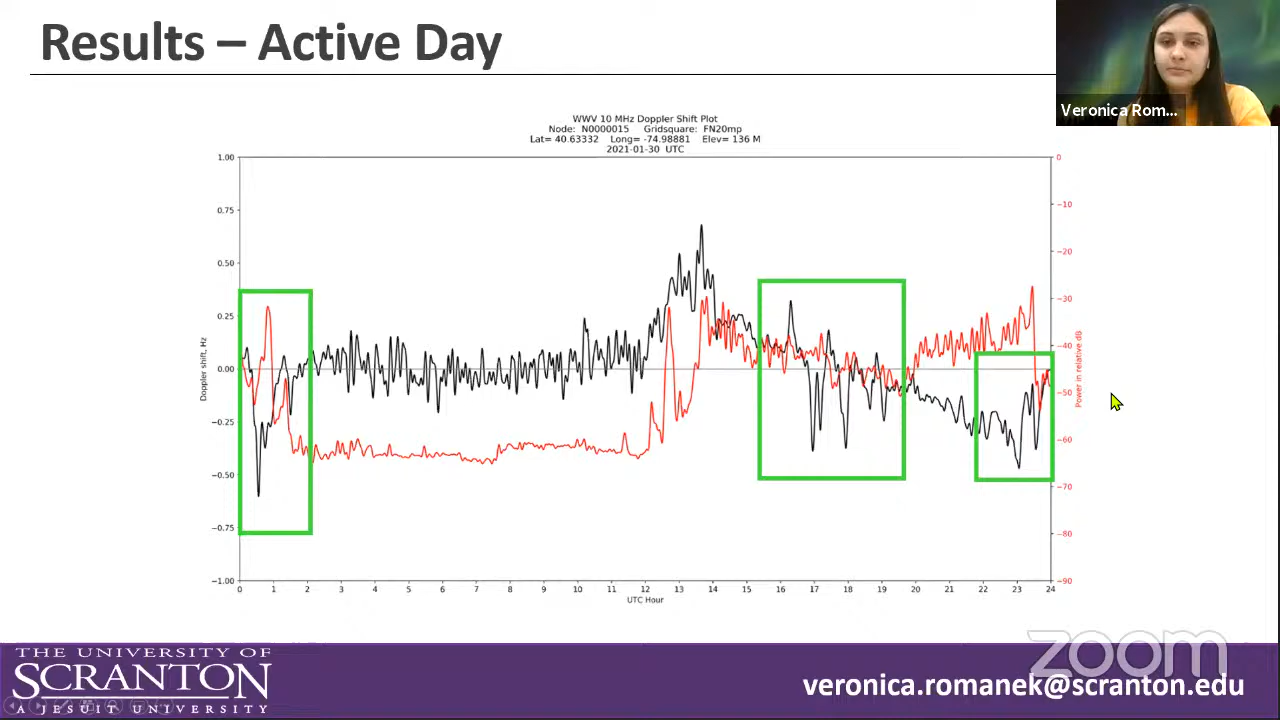 Results – Active Day
Veronica Rom...
WWV 10 MHz Doppler Shift Plot
Node: N0000015 Gridsquare: FN20mp
Lat= 40.63332 Long= -74.98881 Elev= 136 M
2021-01-30 UTC
1.00
0.75
0.50
0.25
0.00
−0.25
−0.50
−0.75
−1.00
Doppler shift, Hz
0
−10
−20
−30
−40
−50
−60
−70
−80
−90
Power in relative dB
0 1 2 3 4 5 6 7 8 9 10 11 12 13 14 15 16 17 18 19 20 21 22 23 24
UTC Hour
zoom
THE UNIVERSITY OF
SCRANTON
A JESUIT UNIVERSITY
veronica.romanek@scranton.edu